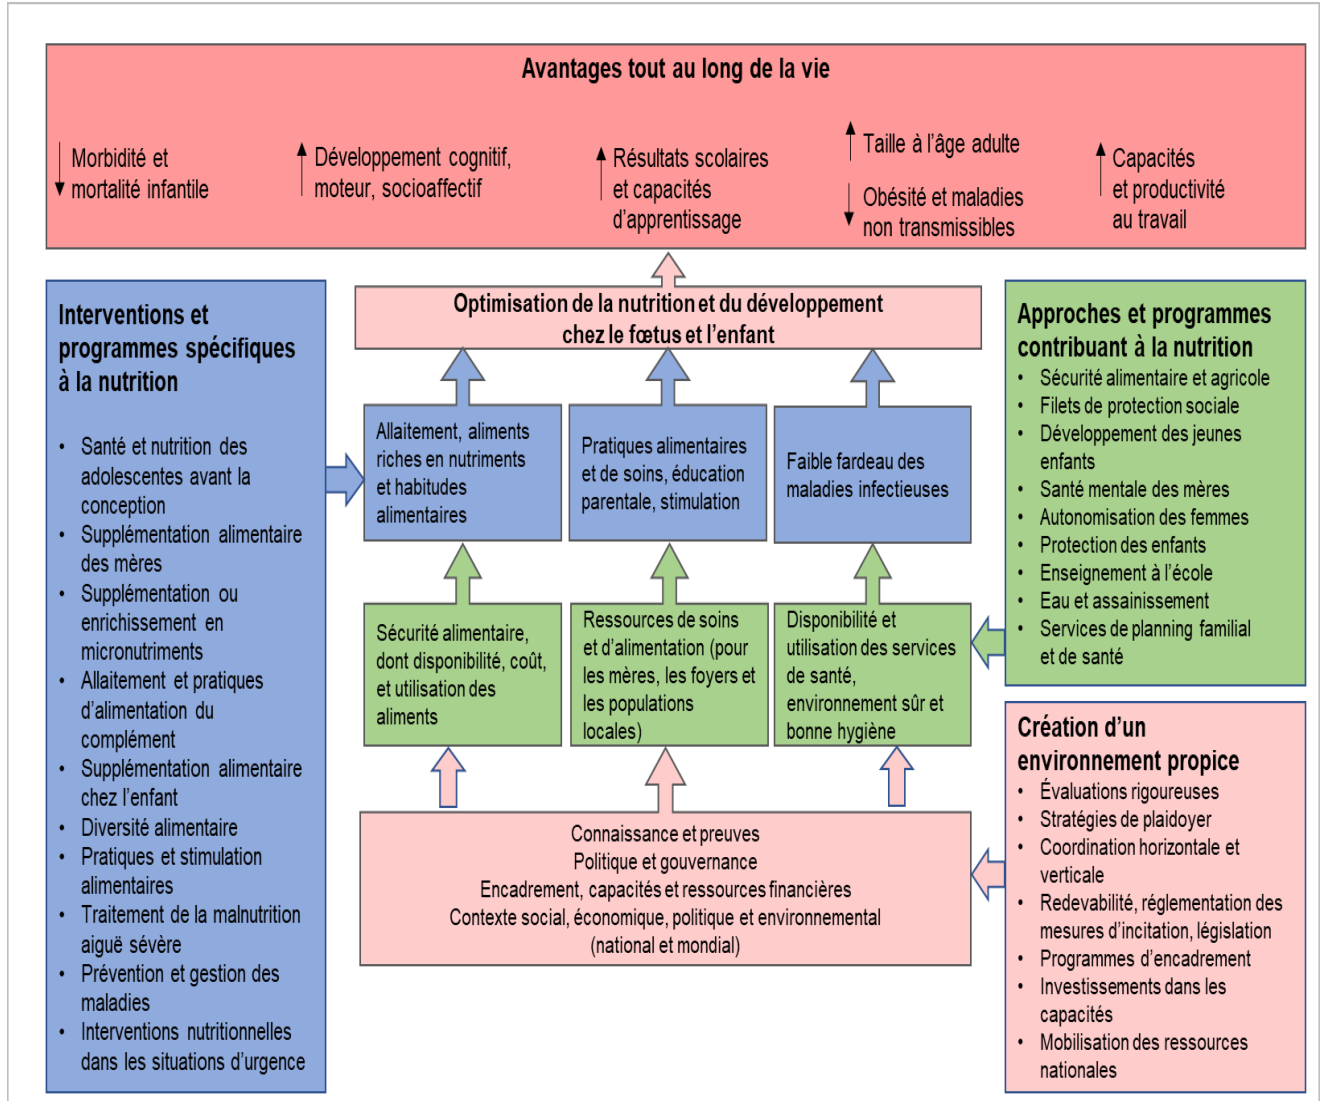 Avantages tout au long de la vie
Morbidité et
mortalité infantile
Développement cognitif,
moteur, socioaffectif
Résultats scolaires
et capacités
d'apprentissage
Taille à l'âge adulte
Obésité et maladies
non transmissibles
Capacités
et productivité
au travail
Interventions et
programmes spécifiques
à la nutrition
• Santé et nutrition des
adolescentes avant la
conception
• Supplémentation alimentaire
des mères
• Supplémentation ou
enrichissement en
micronutriments
• Allaitement et pratiques
d'alimentation du
complément
• Supplémentation alimentaire
chez l'enfant
• Diversité alimentaire
• Pratiques et stimulation
alimentaires
• Traitement de la malnutrition
aiguë sévère
• Prévention et gestion des
maladies
• Interventions nutritionnelles
dans les situations d'urgence
Optimisation de la nutrition et du développement
chez le fœtus et l'enfant
Allaitement, aliments
riches en nutriments
et habitudes
alimentaires
Pratiques alimentaires
et de soins, éducation
parentale, stimulation
Faible fardeau des
maladies infectieuses
Sécurité alimentaire,
dont disponibilité, coût,
et utilisation des
aliments
Ressources de soins
et d'alimentation (pour
les mères, les foyers et
les populations
locales)
Disponibilité et
utilisation des services
de santé,
environnement sûr et
bonne hygiène
Connaissance et preuves
Politique et gouvernance
Encadrement, capacités et ressources financières
Contexte social, économique, politique et environnemental
(national et mondial)
Approches et programmes
contribuant à la nutrition
• Sécurité alimentaire et agricole
• Filets de protection sociale
• Développement des jeunes
enfants
• Santé mentale des mères
• Autonomisation des femmes
• Protection des enfants
• Enseignement à l'école
• Eau et assainissement
• Services de planning familial
et de santé
Création d'un
environnement propice
• Évaluations rigoureuses
• Stratégies de plaidoyer
• Coordination horizontale et
verticale
• Redevabilité, réglementation des
mesures d'incitation, législation
• Programmes d'encadrement
• Investissements dans les
capacités
• Mobilisation des ressources
nationales